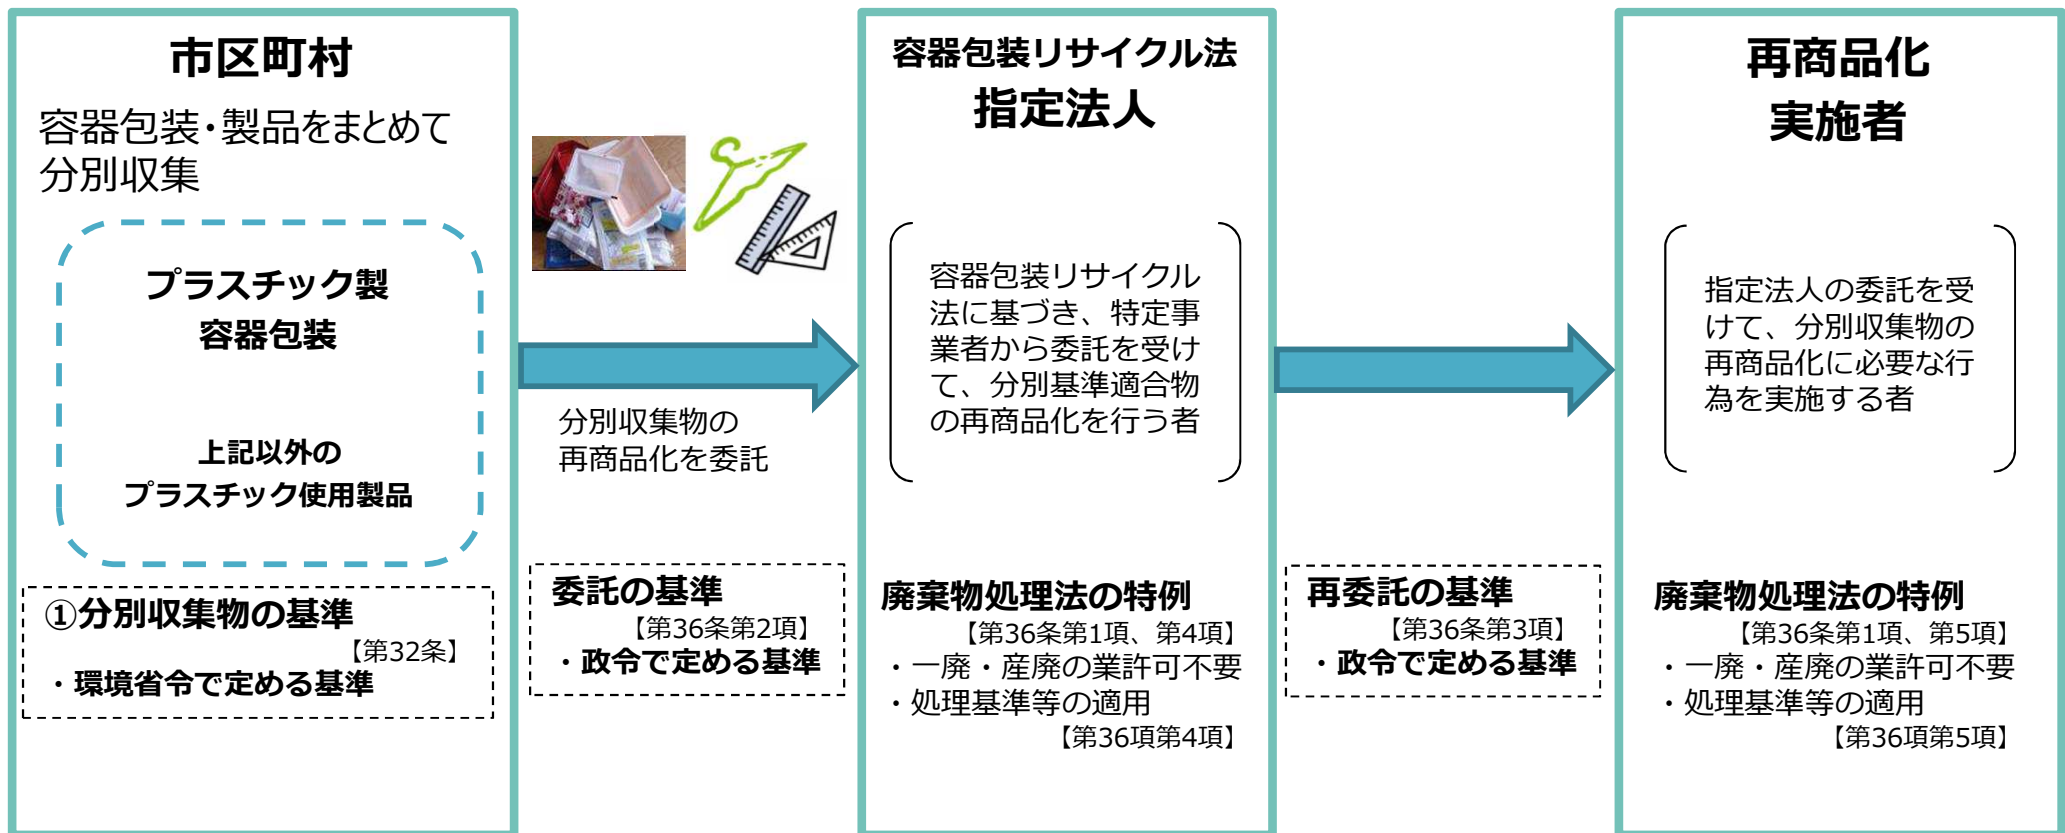 市区町村
容器包装・製品をまとめて
分別収集
プラスチック製
容器包装
上記以外の
プラスチック使用製品
①分別収集物の基準
【第32条】
・環境省令で定める基準
分別収集物の
再商品化を委託
委託の基準
【第36条第2項】
・政令で定める基準
容器包装リサイクル法
指定法人
容器包装リサイクル
法に基づき、特定事
業者から委託を受け
て、分別基準適合物
の再商品化を行う者
廃棄物処理法の特例
【第36条第1項、第4項】
・一廃・産廃の業許可不要
・処理基準等の適用
【第36項第4項】
再委託の基準
【第36条第3項】
・政令で定める基準
再商品化
実施者
指定法人の委託を受
けて、分別収集物の
再商品化に必要な行
為を実施する者
廃棄物処理法の特例
【第36条第1項、第5項】
・一廃・産廃の業許可不要
・処理基準等の適用
【第36項第5項】